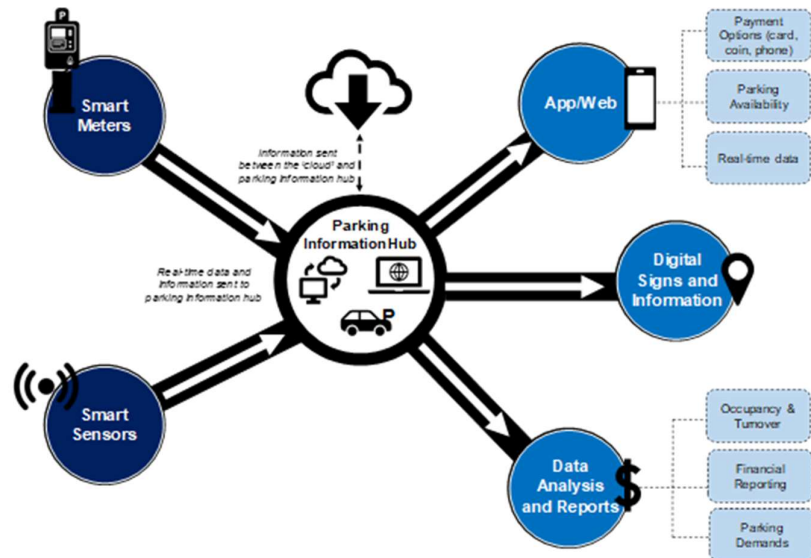 P
Smart
Meters
Information sent
between the 'cloud' and
parking information hub
App/Web
Payment
Options (card,
coin, phone)
Parking
Availability
Real-time data
Parking
Information Hub
P
Real-time data and
information sent to
parking information hub
Digital
Signs and
Information
Smart
Sensors
Data
Analysis
and Reports
$
Occupancy &
Turnover
Financial
Reporting
Parking
Demands